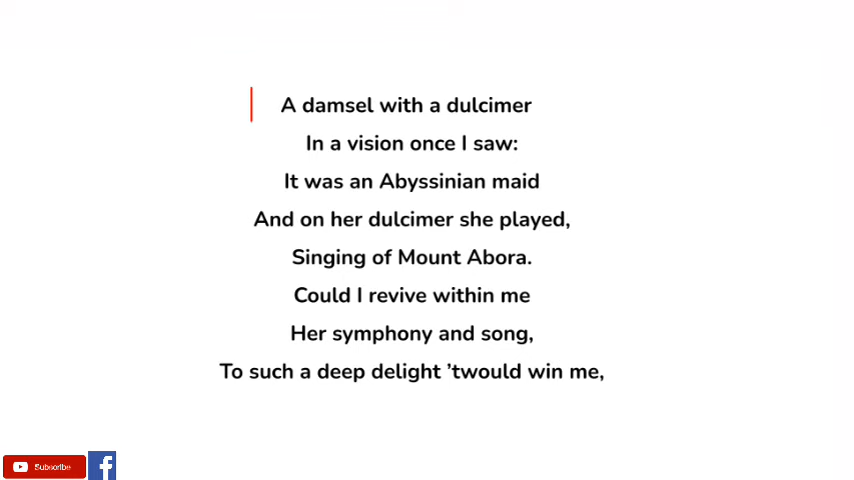 A damsel with a dulcimer
In a vision once I saw:
It was an Abyssinian maid
And on her dulcimer she played,
Singing of Mount Abora.
Could I revive within me
Her symphony and song,
To such a deep delight ’twould win me,
Subscribe